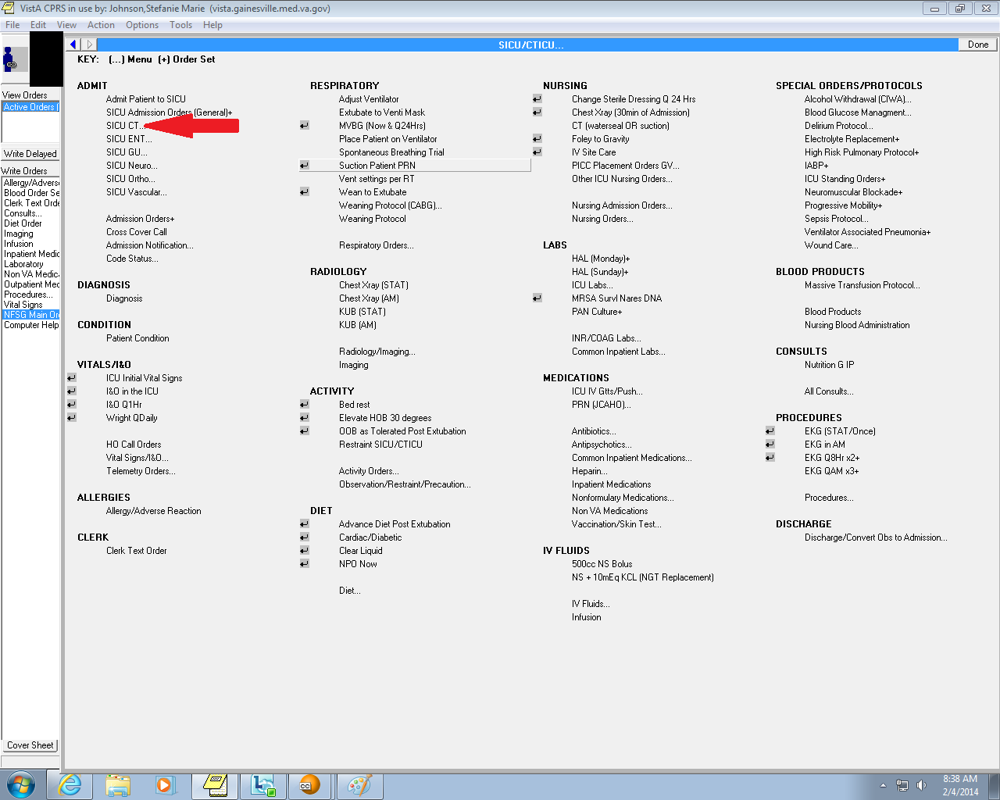 VistA CPRS in use by: Johnson,Stefanie Marie (vista.gainesville.med.va.gov)
File Edit View Action Options Tools Help
SICU/CTICU...
Done
KEY: (...) Menu (+) Order Set
View Orders
Active Orders (
Write Delayed
Write Orders
Allergy/Advers
Blood Order Se
Clerk Text Orde
Consults...
Diet Order
Imaging
Infusion
Inpatient Medic
Laboratory
Non VA Medica
Outpatient Med
Procedures...
Vital Signs
NFSG Main Ord
Computer Help
Cover Sheet
ADMIT
Admit Patient to SICU
SICU Admission Orders (General)+
SICU CT...
SICU ENT...
SICU GU...
SICU Neuro...
SICU Ortho...
SICU Vascular...
Admission Orders+
Cross Cover Call
Admission Notification...
Code Status...
DIAGNOSIS
Diagnosis
CONDITION
Patient Condition
VITALS/I&O
ICU Initial Vital Signs
I&O in the ICU
I&O Q1Hr
Wright QDaily
HO Call Orders
Vital Signs/I&O...
Telemetry Orders...
ALLERGIES
Allergy/Adverse Reaction
CLERK
Clerk Text Order
RESPIRATORY
Adjust Ventilator
Extubate to Venti Mask
MVBG (Now & Q24Hrs)
Place Patient on Ventilator
Spontaneous Breathing Trial
Suction Patient PRN
Vent settings per RT
Wean to Extubate
Weaning Protocol (CABG)...
Weaning Protocol
Respiratory Orders...
RADIOLOGY
Chest Xray (STAT)
Chest Xray (AM)
KUB (STAT)
KUB (AM)
Radiology/Imaging...
Imaging
ACTIVITY
Bed rest
Elevate HOB 30 degrees
OOB as Tolerated Post Extubation
Restraint SICU/CTICU
Activity Orders...
Observation/Restraint/Precaution...
DIET
Advance Diet Post Extubation
Cardiac/Diabetic
Clear Liquid
NPO Now
Diet...
NURSING
Change Sterile Dressing Q 24 Hrs
Chest Xray (30min of Admission)
CT (waterseal OR suction)
Foley to Gravity
IV Site Care
PICC Placement Orders GV...
Other ICU Nursing Orders...
Nursing Admission Orders...
Nursing Orders...
LABS
HAL (Monday)+
HAL (Sunday)+
ICU Labs...
MRSA Survl Nares DNA
PAN Culture+
INR/COAG Labs...
Common Inpatient Labs...
MEDICATIONS
ICU IV Gtts/Push...
PRN (JCAHO)...
Antibiotics...
Antipsychotics...
Common Inpatient Medications...
Heparin...
Inpatient Medications
Nonformulary Medications...
Non VA Medications
Vaccination/Skin Test...
IV FLUIDS
500cc NS Bolus
NS + 10mEq KCL (NGT Replacement)
IV Fluids...
Infusion
SPECIAL ORDERS/PROTOCOLS
Alcohol Withdrawal (CIWA)...
Blood Glucose Managment...
Delirium Protocol...
Electrolyte Replacement+
High Risk Pulmonary Protocol+
IABP+
ICU Standing Orders+
Neuromuscular Blockade+
Progressive Mobility+
Sepsis Protocol...
Ventilator Associated Pneumonia+
Wound Care...
BLOOD PRODUCTS
Massive Transfusion Protocol...
Blood Products
Nursing Blood Administration
CONSULTS
Nutrition G IP
All Consults...
PROCEDURES
EKG (STAT/Once)
EKG in AM
EKG Q8Hr x2+
EKG QAM x3+
Procedures...
DISCHARGE
Discharge/Convert Obs to Admission...
CC
8:38 AM
2/4/2014